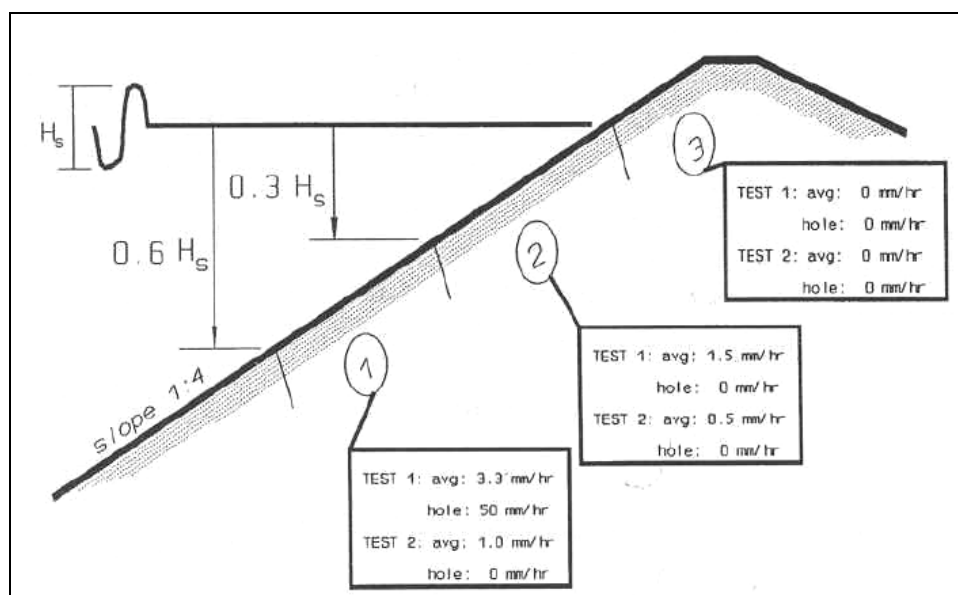 Hs
0.3 Hs
0.6 Hs
slope 1:4
1
TEST 1: avg: 3.3 mm/hr
hole: 50 mm/hr
TEST 2: avg: 1.0 mm/hr
hole: 0 mm/hr
2
TEST 1: avg: 1.5 mm/hr
hole: 0 mm/hr
TEST 2: avg: 0.5 mm/hr
hole: 0 mm/hr
3
TEST 1: avg: 0 mm/hr
hole: 0 mm/hr
TEST 2: avg: 0 mm/hr
hole: 0 mm/hr